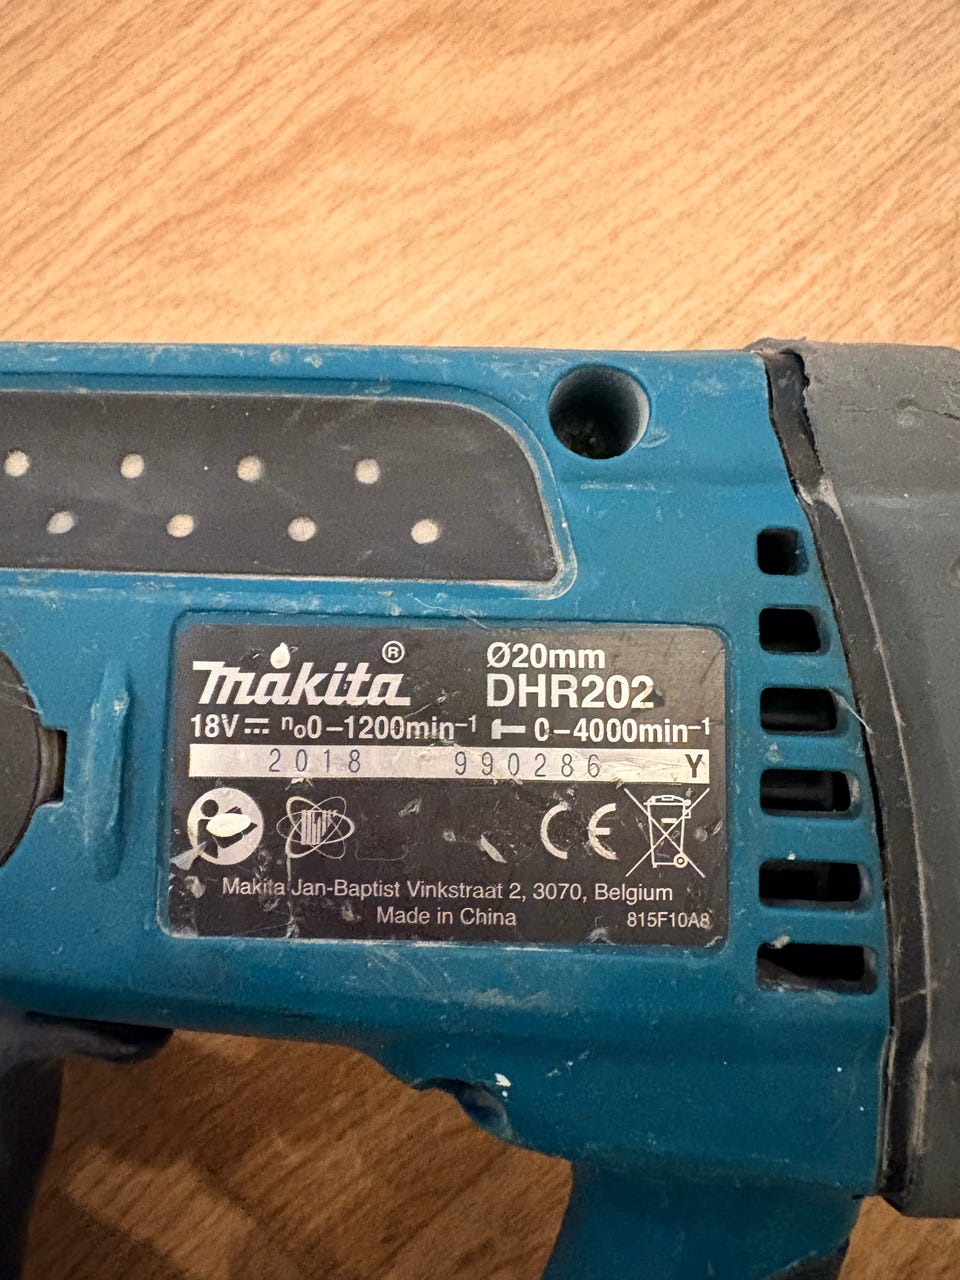 Makita®
Ø20mm
DHR202
18V⎓ n₀0–1200min⁻¹ 0–4000min⁻¹
2018 990286 Y
CE
Makita Jan-Baptist Vinkstraat 2, 3070, Belgium
Made in China 815F10A8